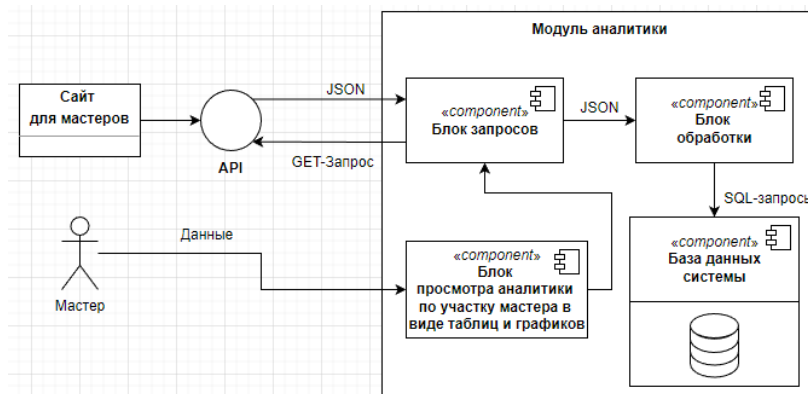 Модуль аналитики
Сайт
для мастеров
API
JSON
GET-Запрос
«component»
Блок запросов
JSON
«component»
Блок
обработки
SQL-запросы
Мастер
Данные
«component»
Блок
просмотра аналитики
по участку мастера в
виде таблиц и графиков
«component»
База данных
системы